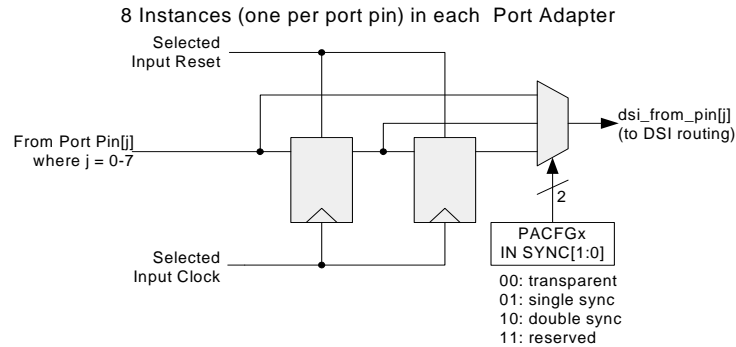 8 Instances (one per port pin) in each Port Adapter
Selected
Input Reset
dsi_from_pin[j]
(to DSI routing)
From Port Pin[j]
where j = 0-7
2
PACFGx
IN SYNC[1:0]
Selected
Input Clock
00: transparent
01: single sync
10: double sync
11: reserved